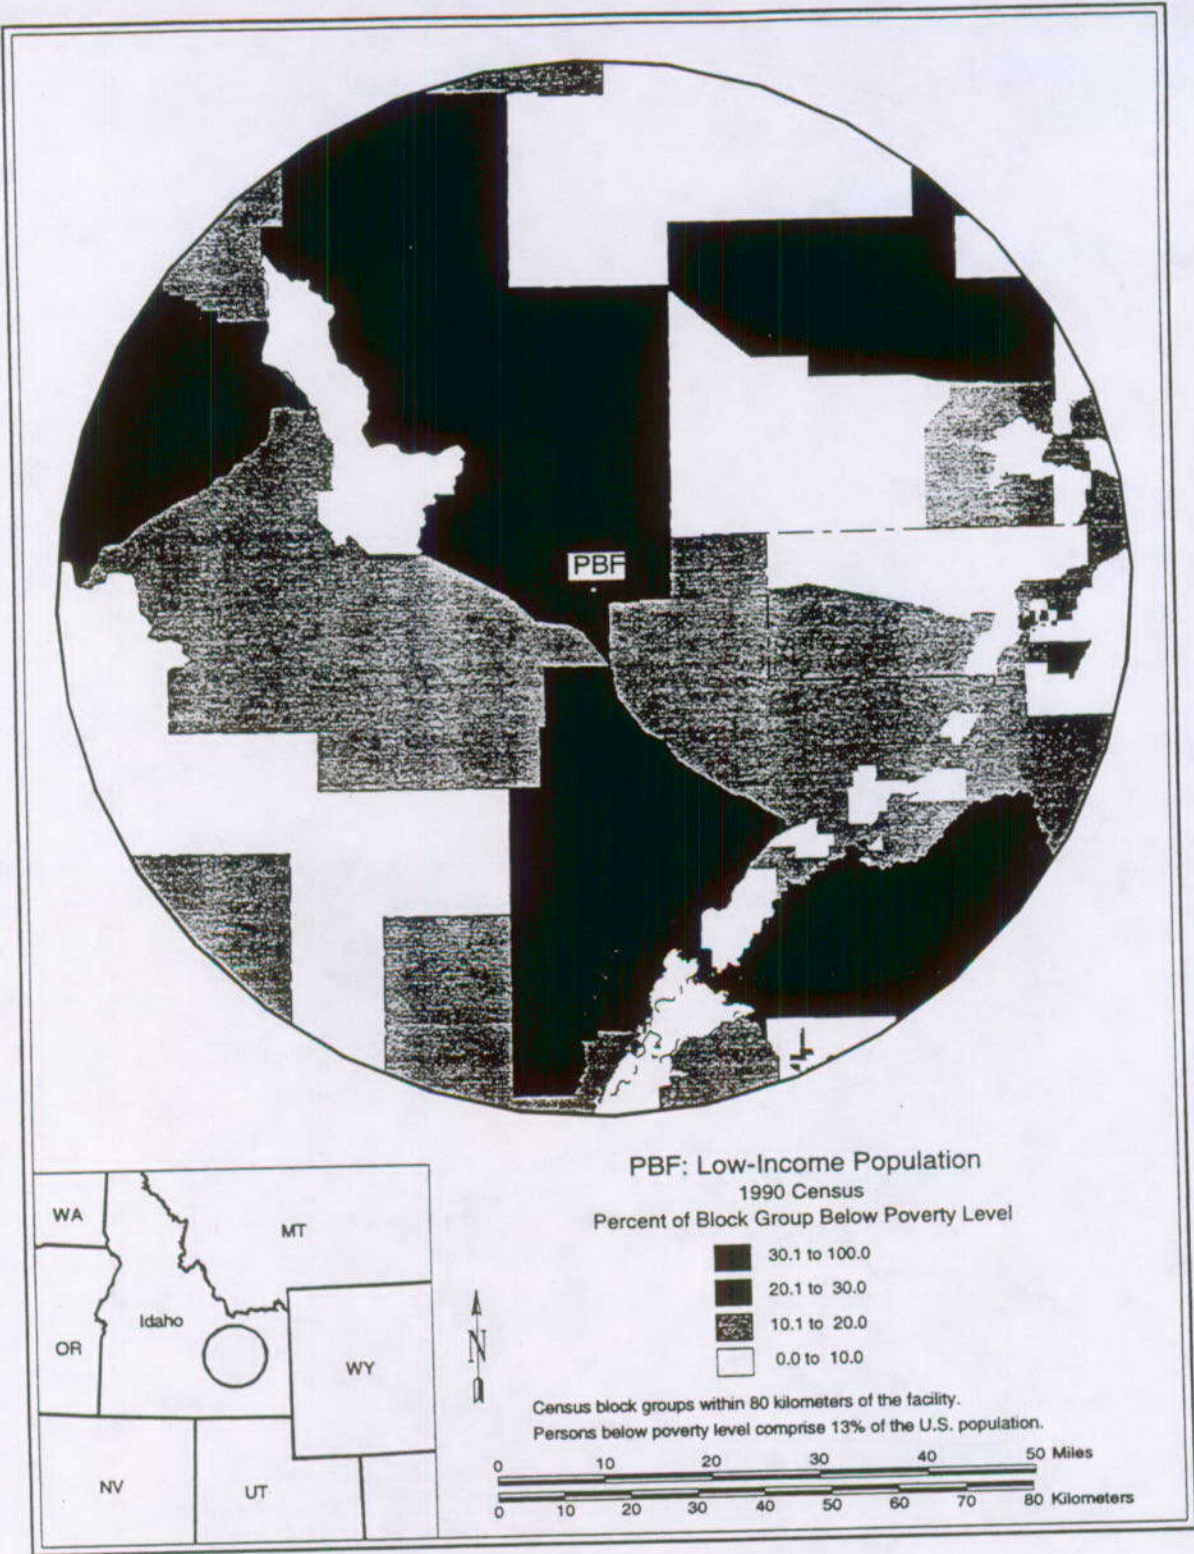 PBF
PBF: Low-Income Population
1990 Census
Percent of Block Group Below Poverty Level
30.1 to 100.0
20.1 to 30.0
10.1 to 20.0
0.0 to 10.0
WA
MT
Idaho
OR
WY
NV
UT
N
Census block groups within 80 kilometers of the facility.
Persons below poverty level comprise 13% of the U.S. population.
0 10 20 30 40 50 Miles
0 10 20 30 40 50 60 70 80 Kilometers